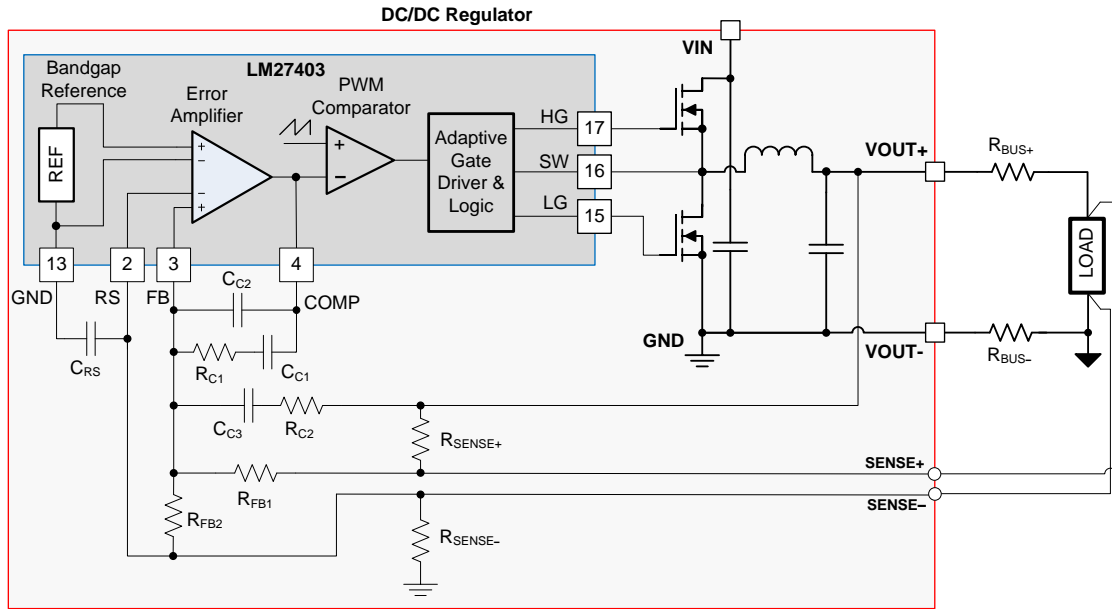 DC/DC Regulator
VIN
LM27403
Bandgap
Reference
Error
Amplifier
PWM
Comparator
REF
+
−
−
+
+
−
Adaptive
Gate
Driver &
Logic
HG
17
SW
16
LG
15
VOUT+
RBUS+
LOAD
13
2
3
4
GND
RS
FB
COMP
CC2
GND
VOUT-
RBUS−
CRS
RC1
CC1
CC3
RC2
RSENSE+
SENSE+
RFB1
SENSE−
RFB2
RSENSE−